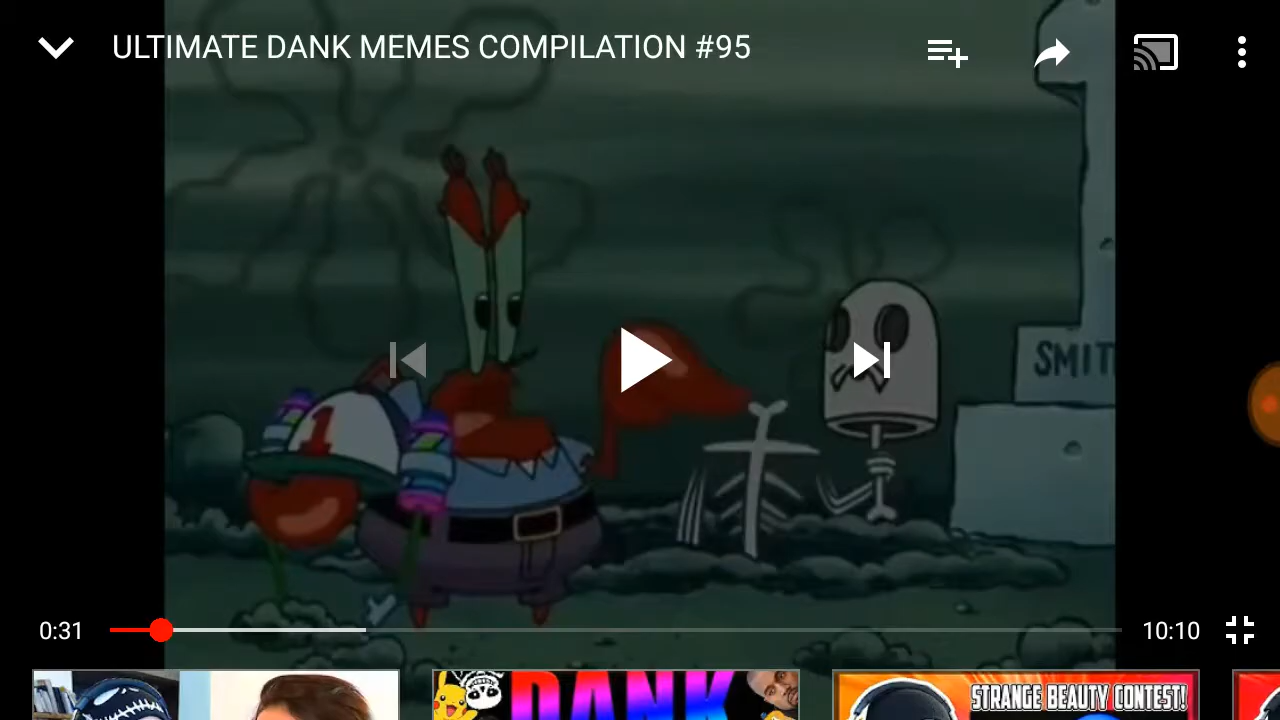 ULTIMATE DANK MEMES COMPILATION #95
1
SMIT
0:31
10:10
DANK
STRANGE BEAUTY CONTEST!